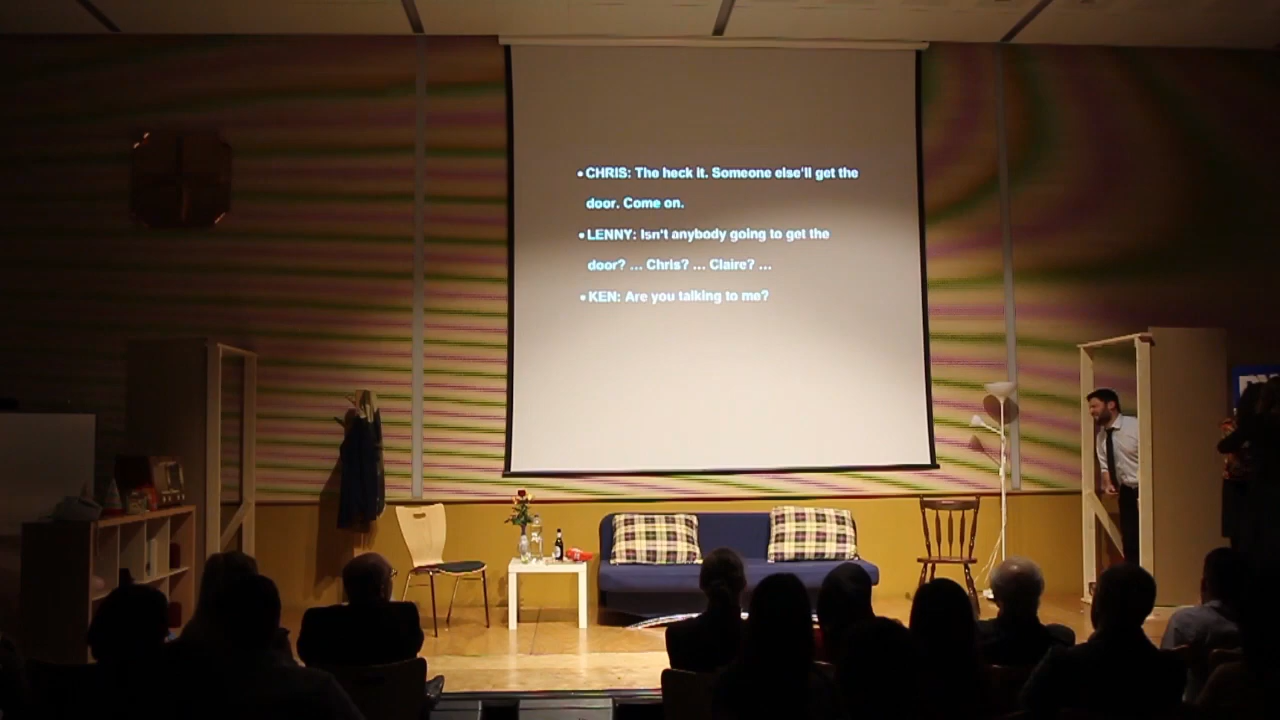 • CHRIS: The heck it. Someone else'll get the
door. Come on.
• LENNY: Isn't anybody going to get the
door? ... Chris? ... Claire? ...
• KEN: Are you talking to me?